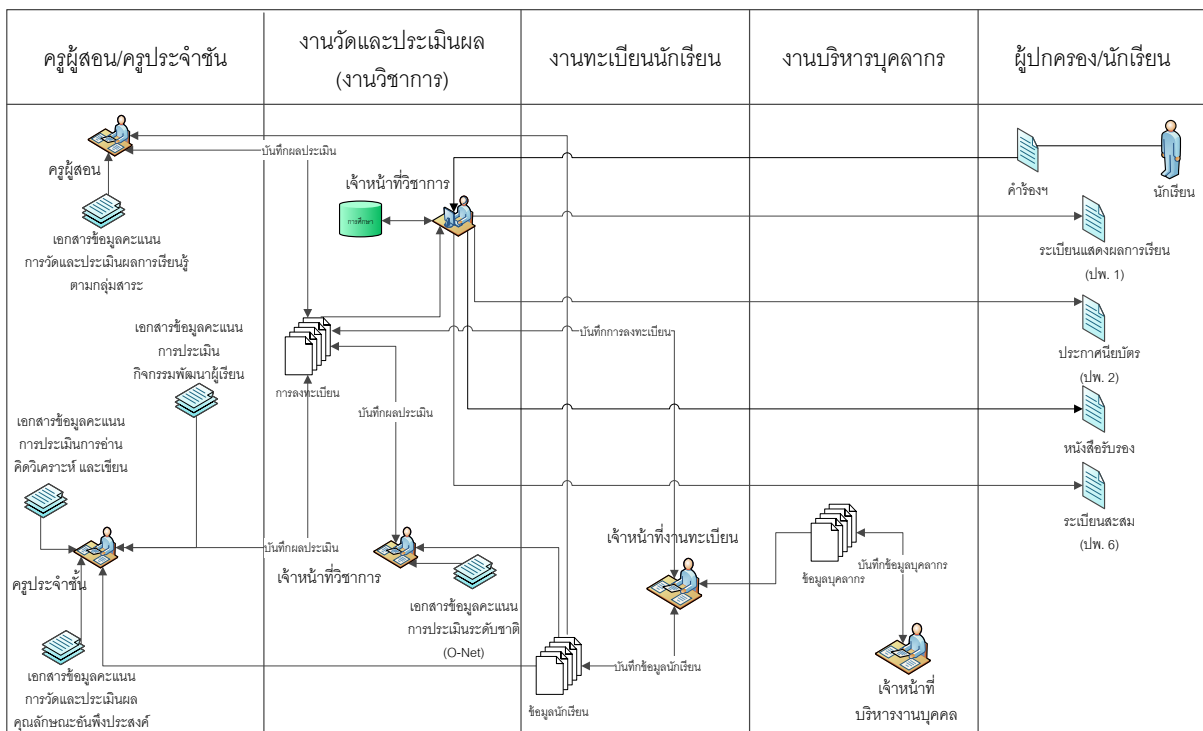 ครูผู้สอน/ครูประจำชัน
งานวัดและประเมินผล
(งานวิชาการ)
งานทะเบียนนักเรียน
งานบริหารบุคลากร
ผู้ปกครอง/นักเรียน
บันทึกผลประเมิน
ครูผู้สอน
เจ้าหน้าที่วิชาการ
คำร้องฯ
นักเรียน
การศึกษา
เอกสารข้อมูลคะแนน
การวัดและประเมินผลการเรียนรู้
ตามกลุ่มสาระ
ระเบียนแสดงผลการเรียน
(ปพ. 1)
เอกสารข้อมูลคะแนน
การประเมิน
กิจกรรมพัฒนาผู้เรียน
บันทึกการลงทะเบียน
ประกาศนียบัตร
(ปพ. 2)
การลงทะเบียน
บันทึกผลประเมิน
เอกสารข้อมูลคะแนน
การประเมินการอ่าน
คิดวิเคราะห์ และเขียน
หนังสือรับรอง
ระเบียนสะสม
(ปพ. 6)
บันทึกผลประเมิน
เจ้าหน้าที่งานทะเบียน
บันทึกข้อมูลบุคลากร
ข้อมูลบุคลากร
ครูประจำชั้น
เจ้าหน้าที่วิชาการ
เอกสารข้อมูลคะแนน
การประเมินระดับชาติ
(O-Net)
บันทึกข้อมูลนักเรียน
ข้อมูลนักเรียน
เอกสารข้อมูลคะแนน
การวัดและประเมินผล
คุณลักษณะอันพึงประสงค์
เจ้าหน้าที่
บริหารงานบุคคล